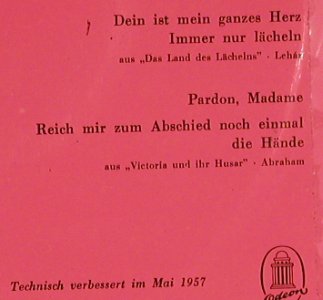 Dein ist mein ganzes Herz
Immer nur lächeln
aus „Das Land des Lächelns" · Lehár
Pardon, Madame
Reich mir zum Abschied noch einmal
die Hände
aus „Victoria und ihr Husar" · Abraham
Technisch verbessert im Mai 1957
Odeon